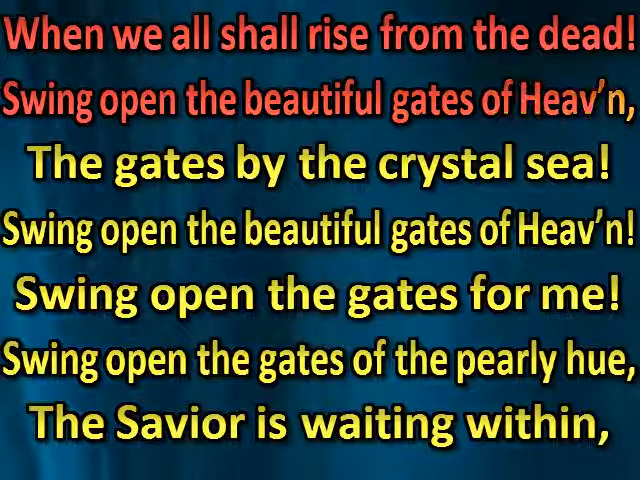 When we all shall rise from the dead!
Swing open the beautiful gates of Heav’n,
The gates by the crystal sea!
Swing open the beautiful gates of Heav’n!
Swing open the gates for me!
Swing open the gates of the pearly hue,
The Savior is waiting within,